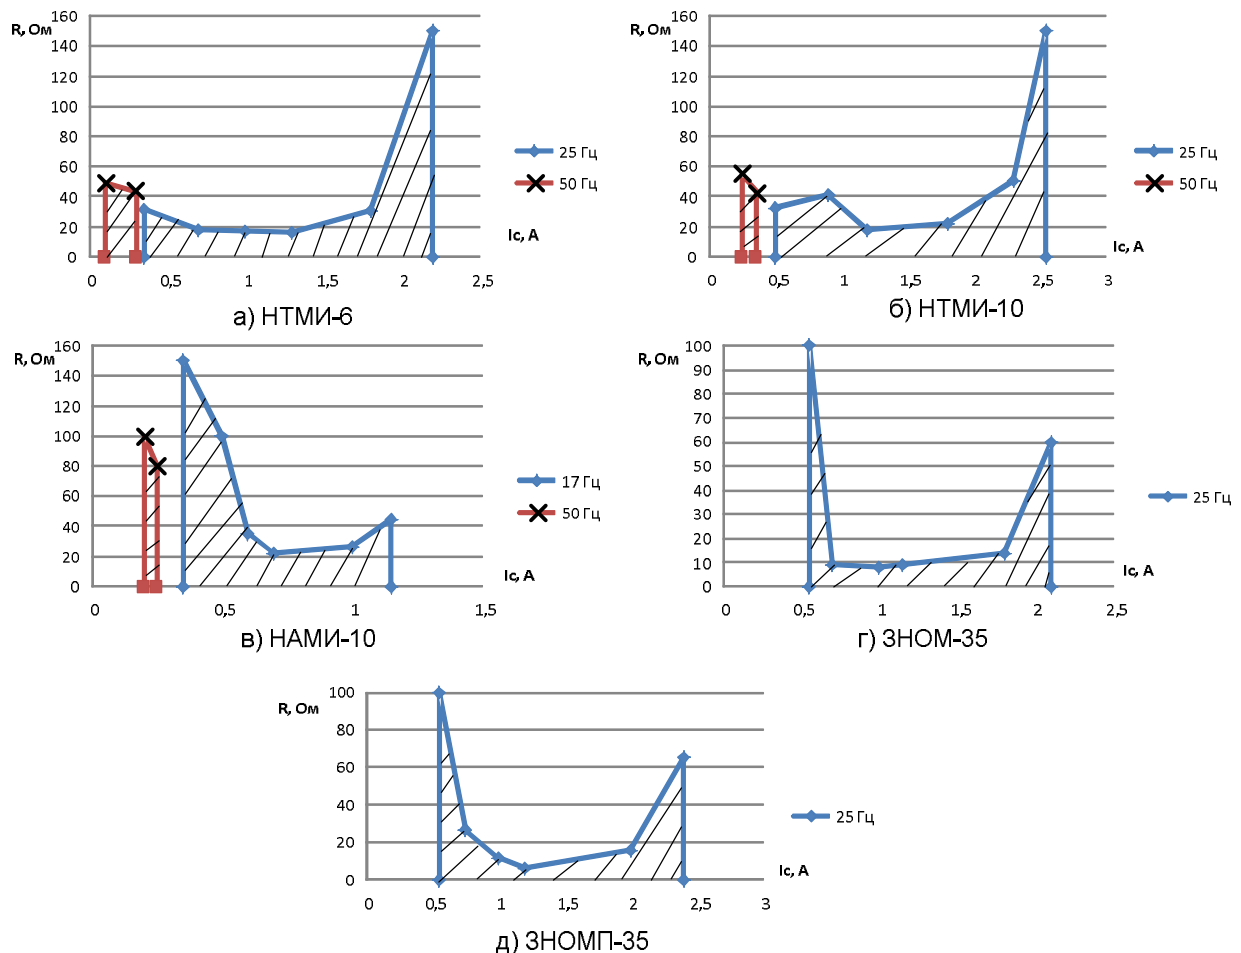 R, Ом
160
140
120
100
80
60
40
20
0
0 0,5 1 1,5 2 2,5
Ic, А
25 Гц
50 Гц
а) НТМИ-6
R, Ом
160
140
120
100
80
60
40
20
0
0 0,5 1 1,5 2 2,5 3
Ic, А
25 Гц
50 Гц
б) НТМИ-10
R, Ом
160
140
120
100
80
60
40
20
0
0 0,5 1 1,5
Ic, А
17 Гц
50 Гц
в) НАМИ-10
R, Ом
100
90
80
70
60
50
40
30
20
10
0
0 0,5 1 1,5 2 2,5
Ic, А
25 Гц
г) ЗНОМ-35
R, Ом
100
80
60
40
20
0
0 0,5 1 1,5 2 2,5 3
Ic, А
25 Гц
д) ЗНОМП-35